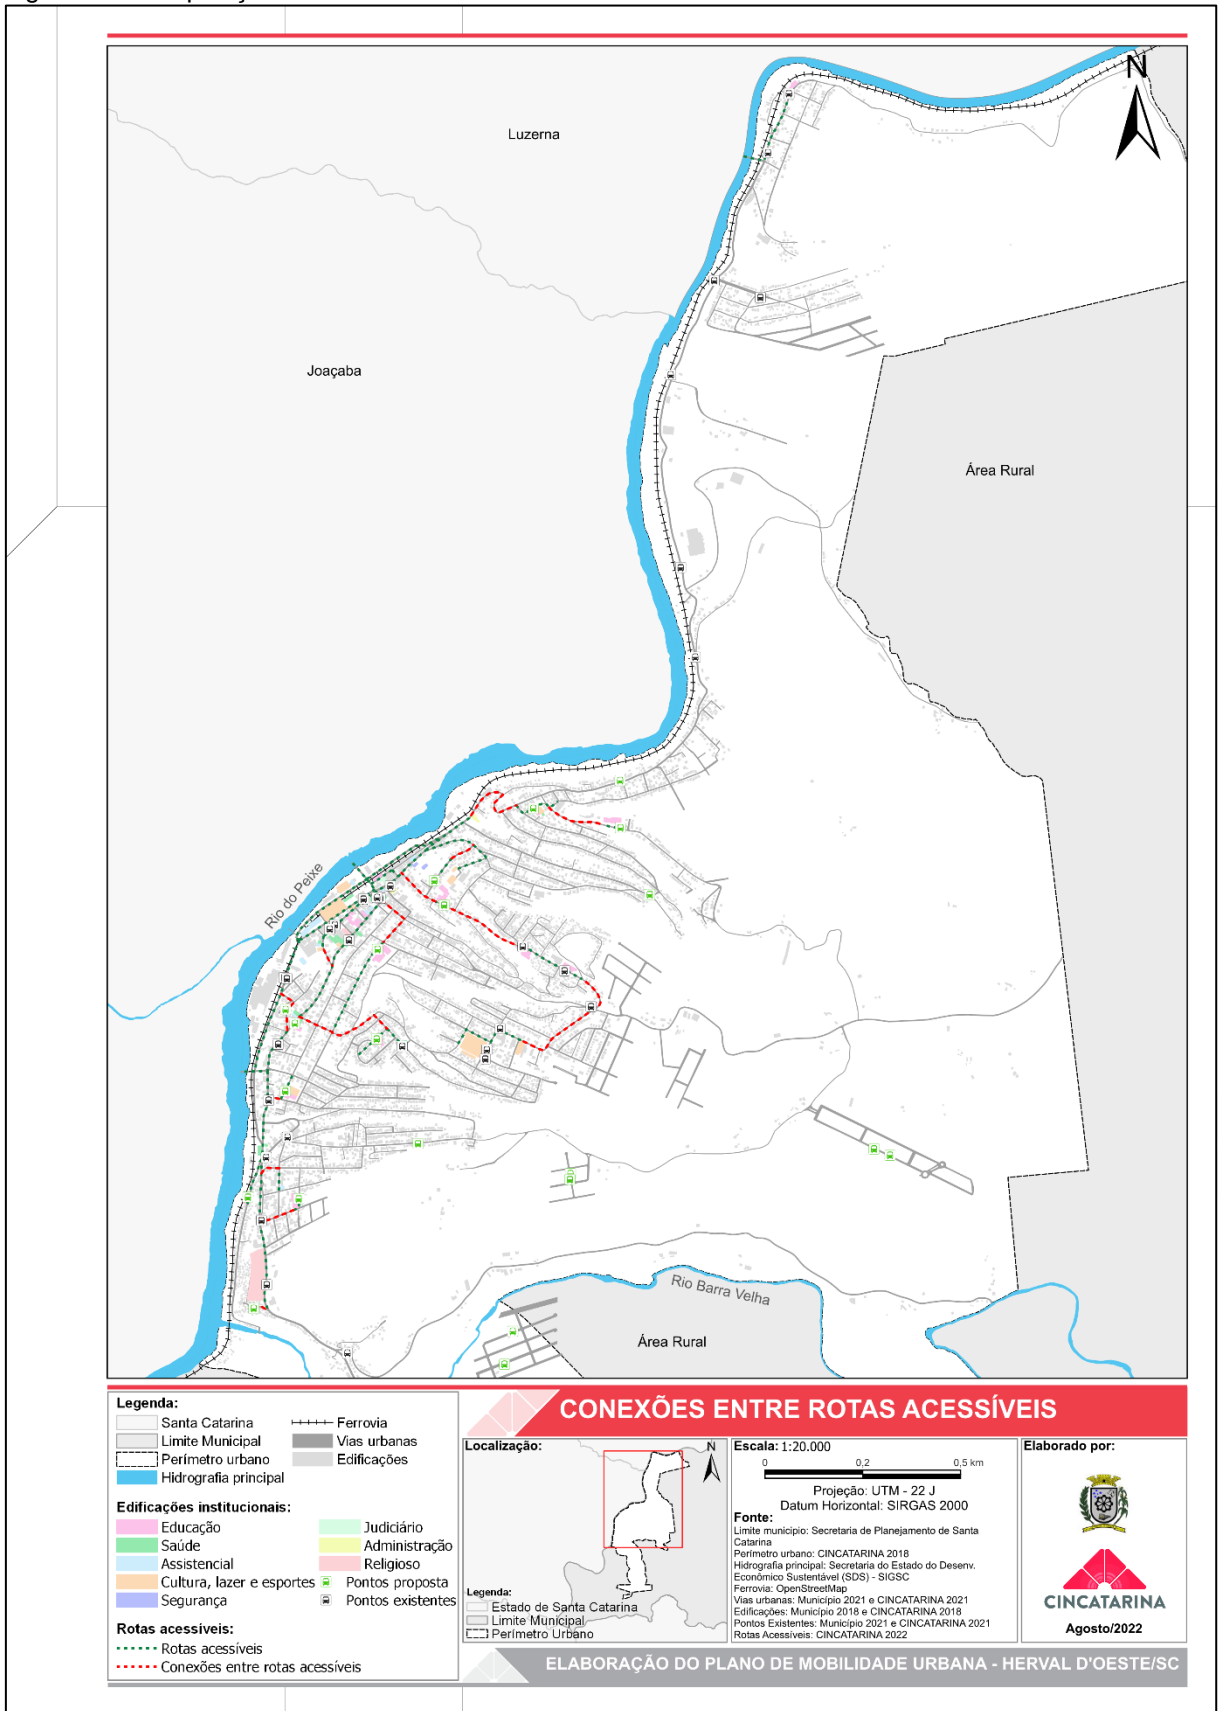 N
Luzerna
Joaçaba
Área Rural
Rio do Peixe
Rio Barra Velha
Área Rural
CONEXÕES ENTRE ROTAS ACESSÍVEIS
Legenda:
Santa Catarina
Limite Municipal
Perímetro urbano
Hidrografia principal
Ferrovia
Vias urbanas
Edificações
Edificações institucionais:
Educação
Saúde
Assistencial
Cultura, lazer e esportes
Segurança
Judiciário
Administração
Religioso
Pontos proposta
Pontos existentes
Rotas acessíveis:
Rotas acessíveis
Conexões entre rotas acessíveis
Localização:
N
Legenda:
Estado de Santa Catarina
Limite Municipal
Perímetro Urbano
Escala: 1:20.000
0 0,2 0,5 km
Projeção: UTM - 22 J
Datum Horizontal: SIRGAS 2000
Fonte:
Limite município: Secretaria de Planejamento de Santa
Catarina
Perímetro urbano: CINCATARINA 2018
Hidrografia principal: Secretaria do Estado do Desenv.
Econômico Sustentável (SDS) - SIGSC
Ferrovia: OpenStreetMap
Vias urbanas: Município 2021 e CINCATARINA 2021
Edificações: Município 2018 e CINCATARINA 2018
Pontos Existentes: Município 2021 e CINCATARINA 2021
Rotas Acessíveis: CINCATARINA 2022
Elaborado por:
CINCATARINA
Agosto/2022
ELABORAÇÃO DO PLANO DE MOBILIDADE URBANA - HERVAL D'OESTE/SC